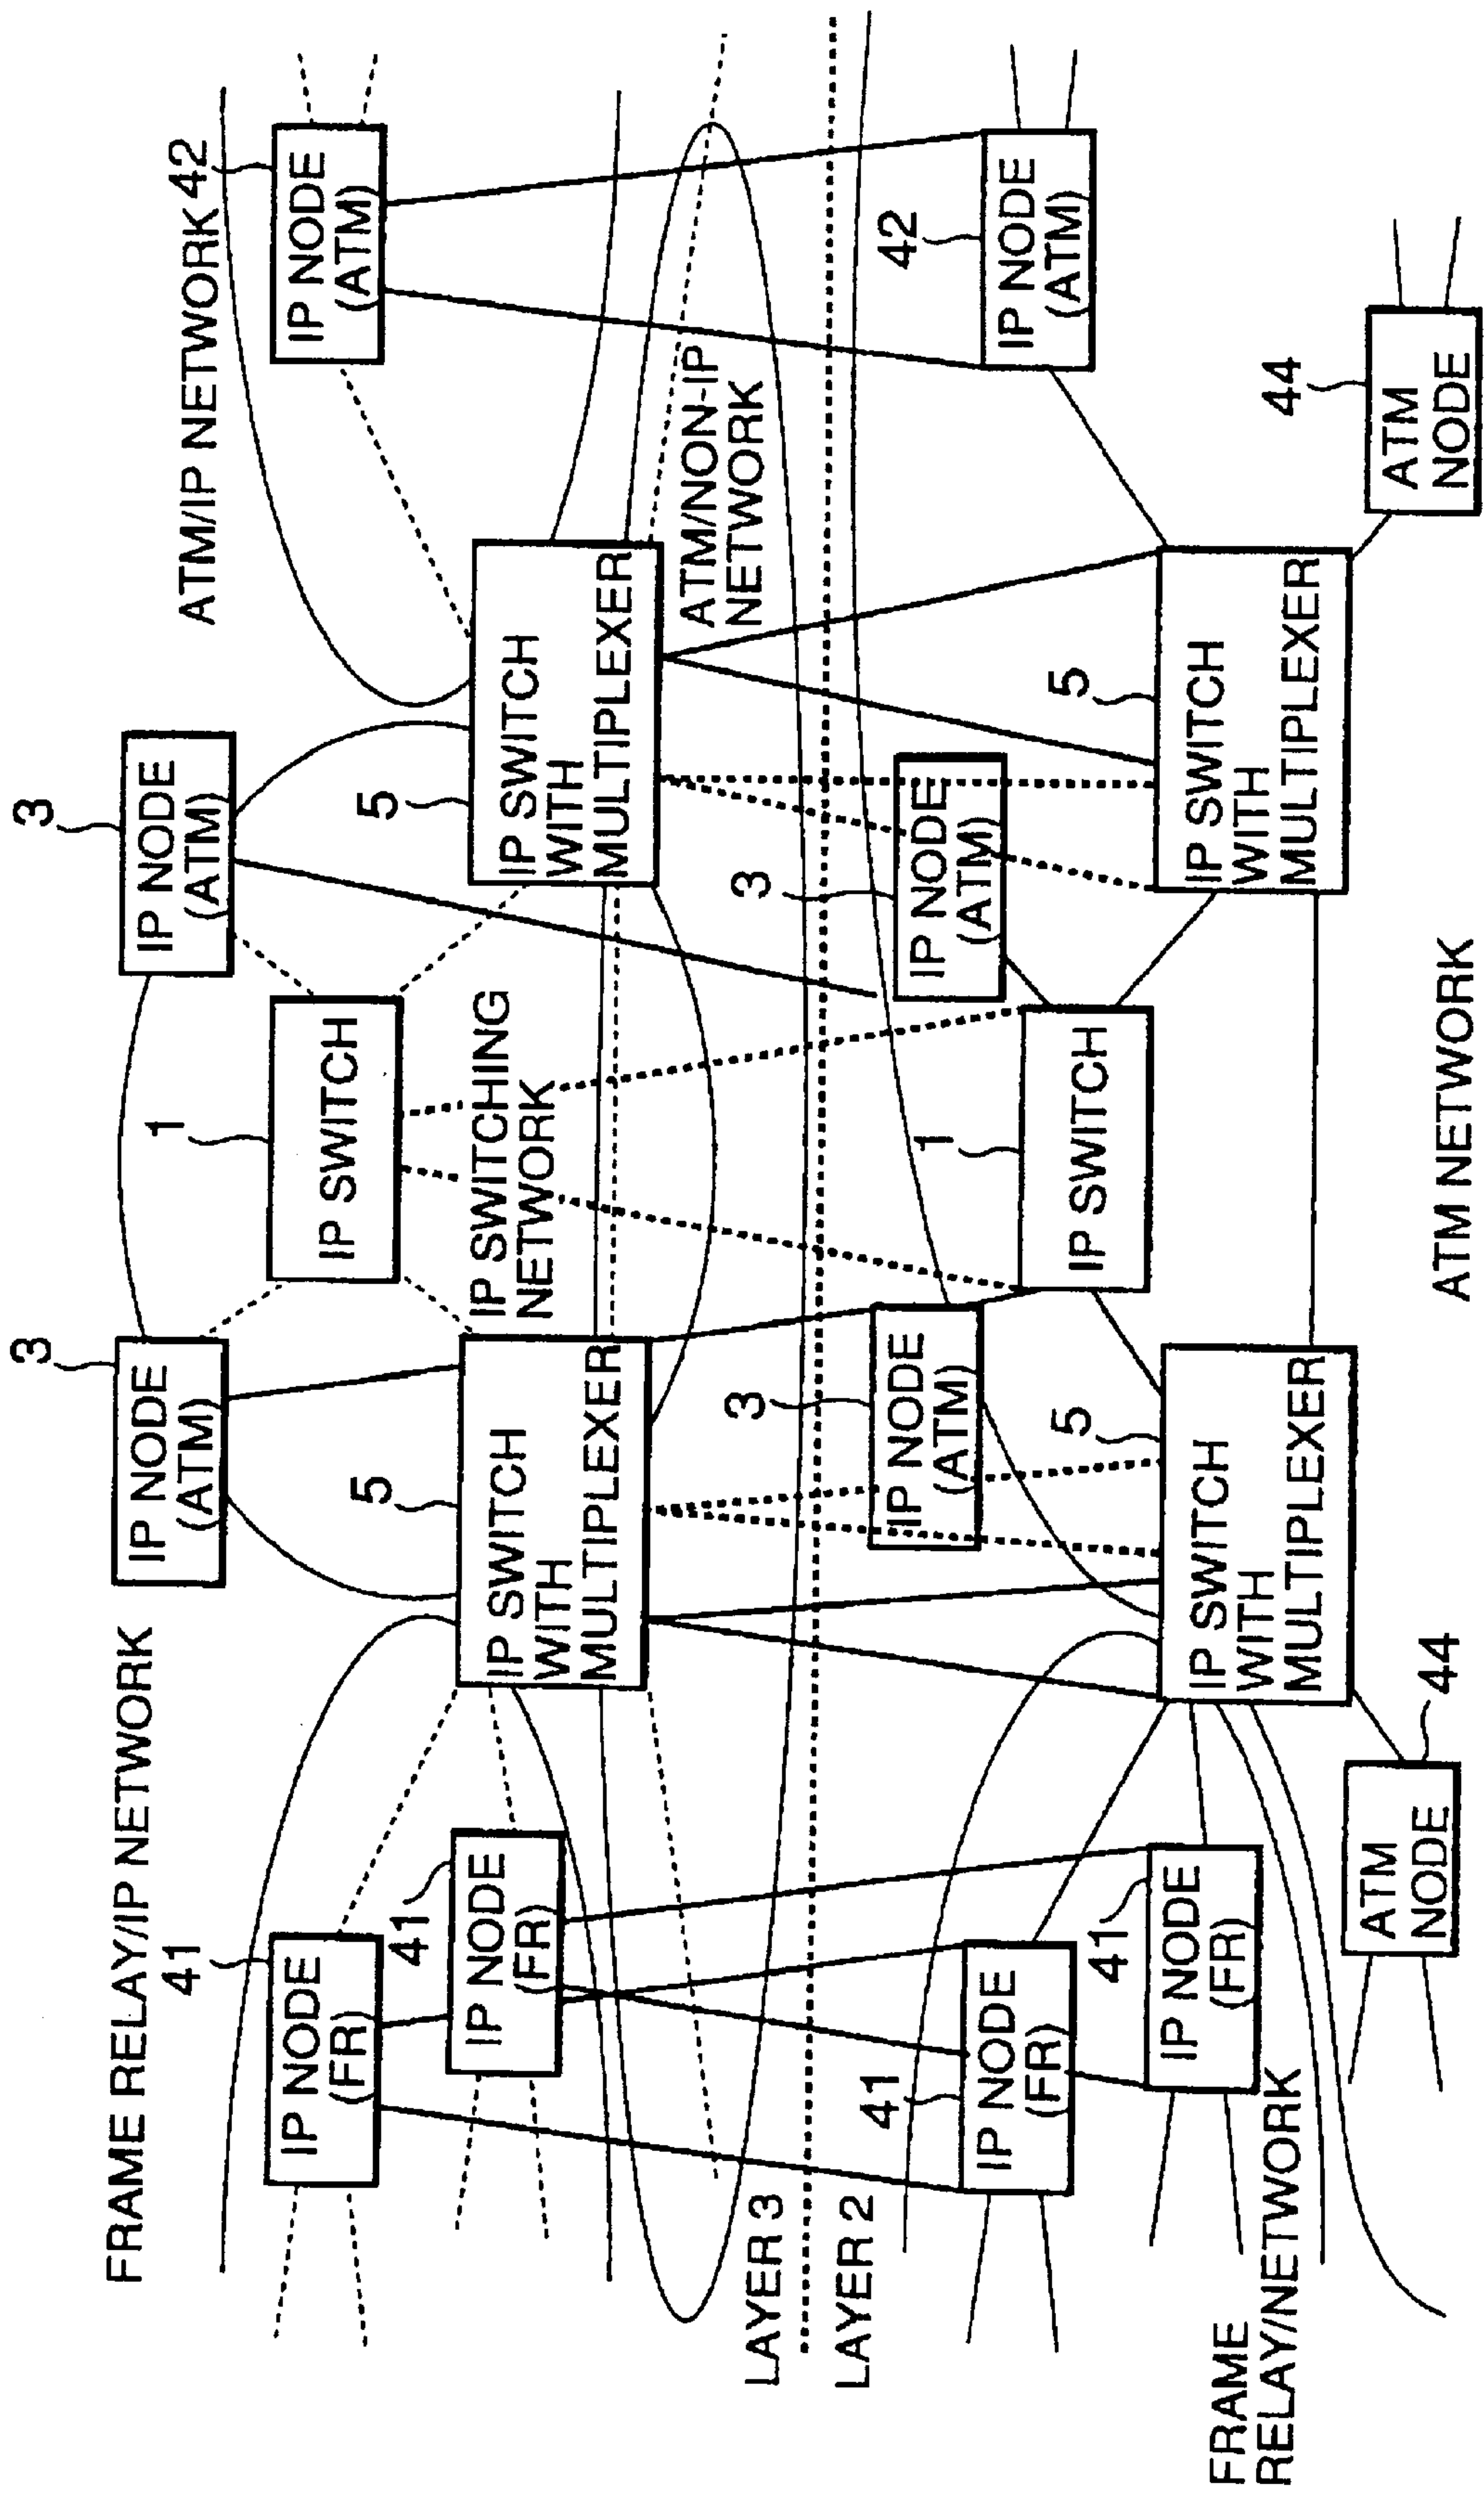 FRAME RELAY/IP NETWORK
ATM/IP NETWORK
3
IP NODE
(ATM)
3
IP NODE
(ATM)
41
IP NODE
(FR)
1
IP SWITCH
42
IP NODE
(ATM)
41
IP NODE
(FR)
5
IP SWITCH
WITH
MULTIPLEXER
IP SWITCHING
NETWORK
5
IP SWITCH
WITH
MULTIPLEXER
ATM/NON-IP
NETWORK
LAYER 3
LAYER 2
3
IP NODE
(ATM)
3
IP NODE
(ATM)
41
IP NODE
(FR)
1
IP SWITCH
42
IP NODE
(ATM)
41
IP NODE
(FR)
5
IP SWITCH
WITH
MULTIPLEXER
5
IP SWITCH
WITH
MULTIPLEXER
FRAME
RELAY/NETWORK
44
ATM
NODE
ATM NETWORK
44
ATM
NODE